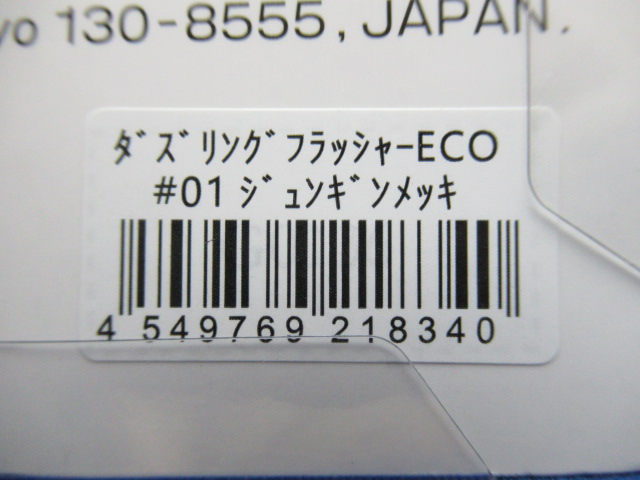 yo 130-8555, JAPAN.
ﾀﾞｽﾞﾘﾝｸﾞﾌﾗｯｼｬｰECO
#01 ｼﾞｭﾝｷﾞﾝﾒｯｷ
4 549769 218340